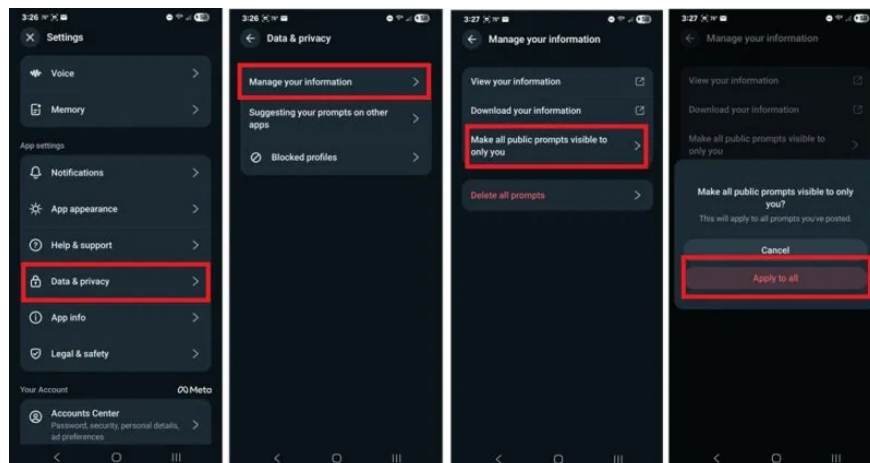 3:26
Settings
Voice
Memory
App settings
Notifications
App appearance
Help & support
Data & privacy
App info
Legal & safety
Your Account
Meta
Accounts Center
Password, security, personal details,
ad preferences
3:26
Data & privacy
Manage your information
Suggesting your prompts on other
apps
Blocked profiles
3:27
Manage your information
View your information
Download your information
Make all public prompts visible to
only you
Delete all prompts
3:27
Manage your information
View your information
Download your information
Make all public prompts visible to
only you
Make all public prompts visible to only
you?
This will apply to all prompts you've posted.
Cancel
Apply to all